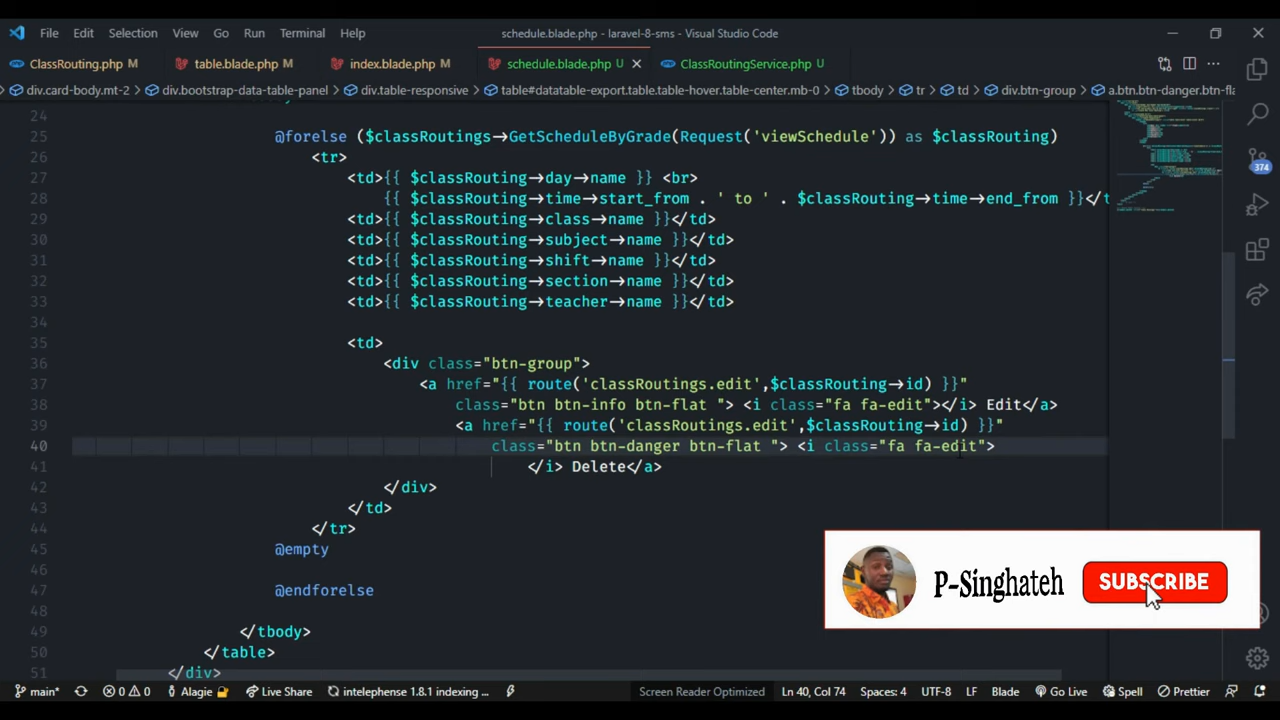 File Edit Selection View Go Run Terminal Help schedule.blade.php - laravel-8-sms - Visual Studio Code
ClassRouting.php M table.blade.php M index.blade.php M schedule.blade.php U ClassRoutingService.php U
div.card-body.mt-2 > div.bootstrap-data-table-panel > div.table-responsive > table#datatable-export.table.table-hover.table-center.mb-0 > tbody > tr > td > div.btn-group > a.btn.btn-danger.btn-fla
24
25 @forelse ($classRoutings->GetScheduleByGrade(Request('viewSchedule')) as $classRouting)
26 <tr>
27 <td>{{ $classRouting->day->name }} <br>
28 {{ $classRouting->time->start_from . ' to ' . $classRouting->time->end_from }}</t
29 <td>{{ $classRouting->class->name }}</td>
30 <td>{{ $classRouting->subject->name }}</td>
31 <td>{{ $classRouting->shift->name }}</td>
32 <td>{{ $classRouting->section->name }}</td>
33 <td>{{ $classRouting->teacher->name }}</td>
34
35 <td>
36 <div class="btn-group">
37 <a href="{{ route('classRoutings.edit',$classRouting->id) }}"
38 class="btn btn-info btn-flat "> <i class="fa fa-edit"></i> Edit</a>
39 <a href="{{ route('classRoutings.edit',$classRouting->id) }}"
40 class="btn btn-danger btn-flat "> <i class="fa fa-edit">
41 </i> Delete</a>
42 </div>
43 </td>
44 </tr>
45 @empty
46
47 @endforelse
48
49 </tbody>
50 </table>
51 </div>
374
P-Singhateh SUBSCRIBE
main* 0 0 Alagie Live Share intelephense 1.8.1 indexing ... Screen Reader Optimized Ln 40, Col 74 Spaces: 4 UTF-8 LF Blade Go Live Spell Prettier